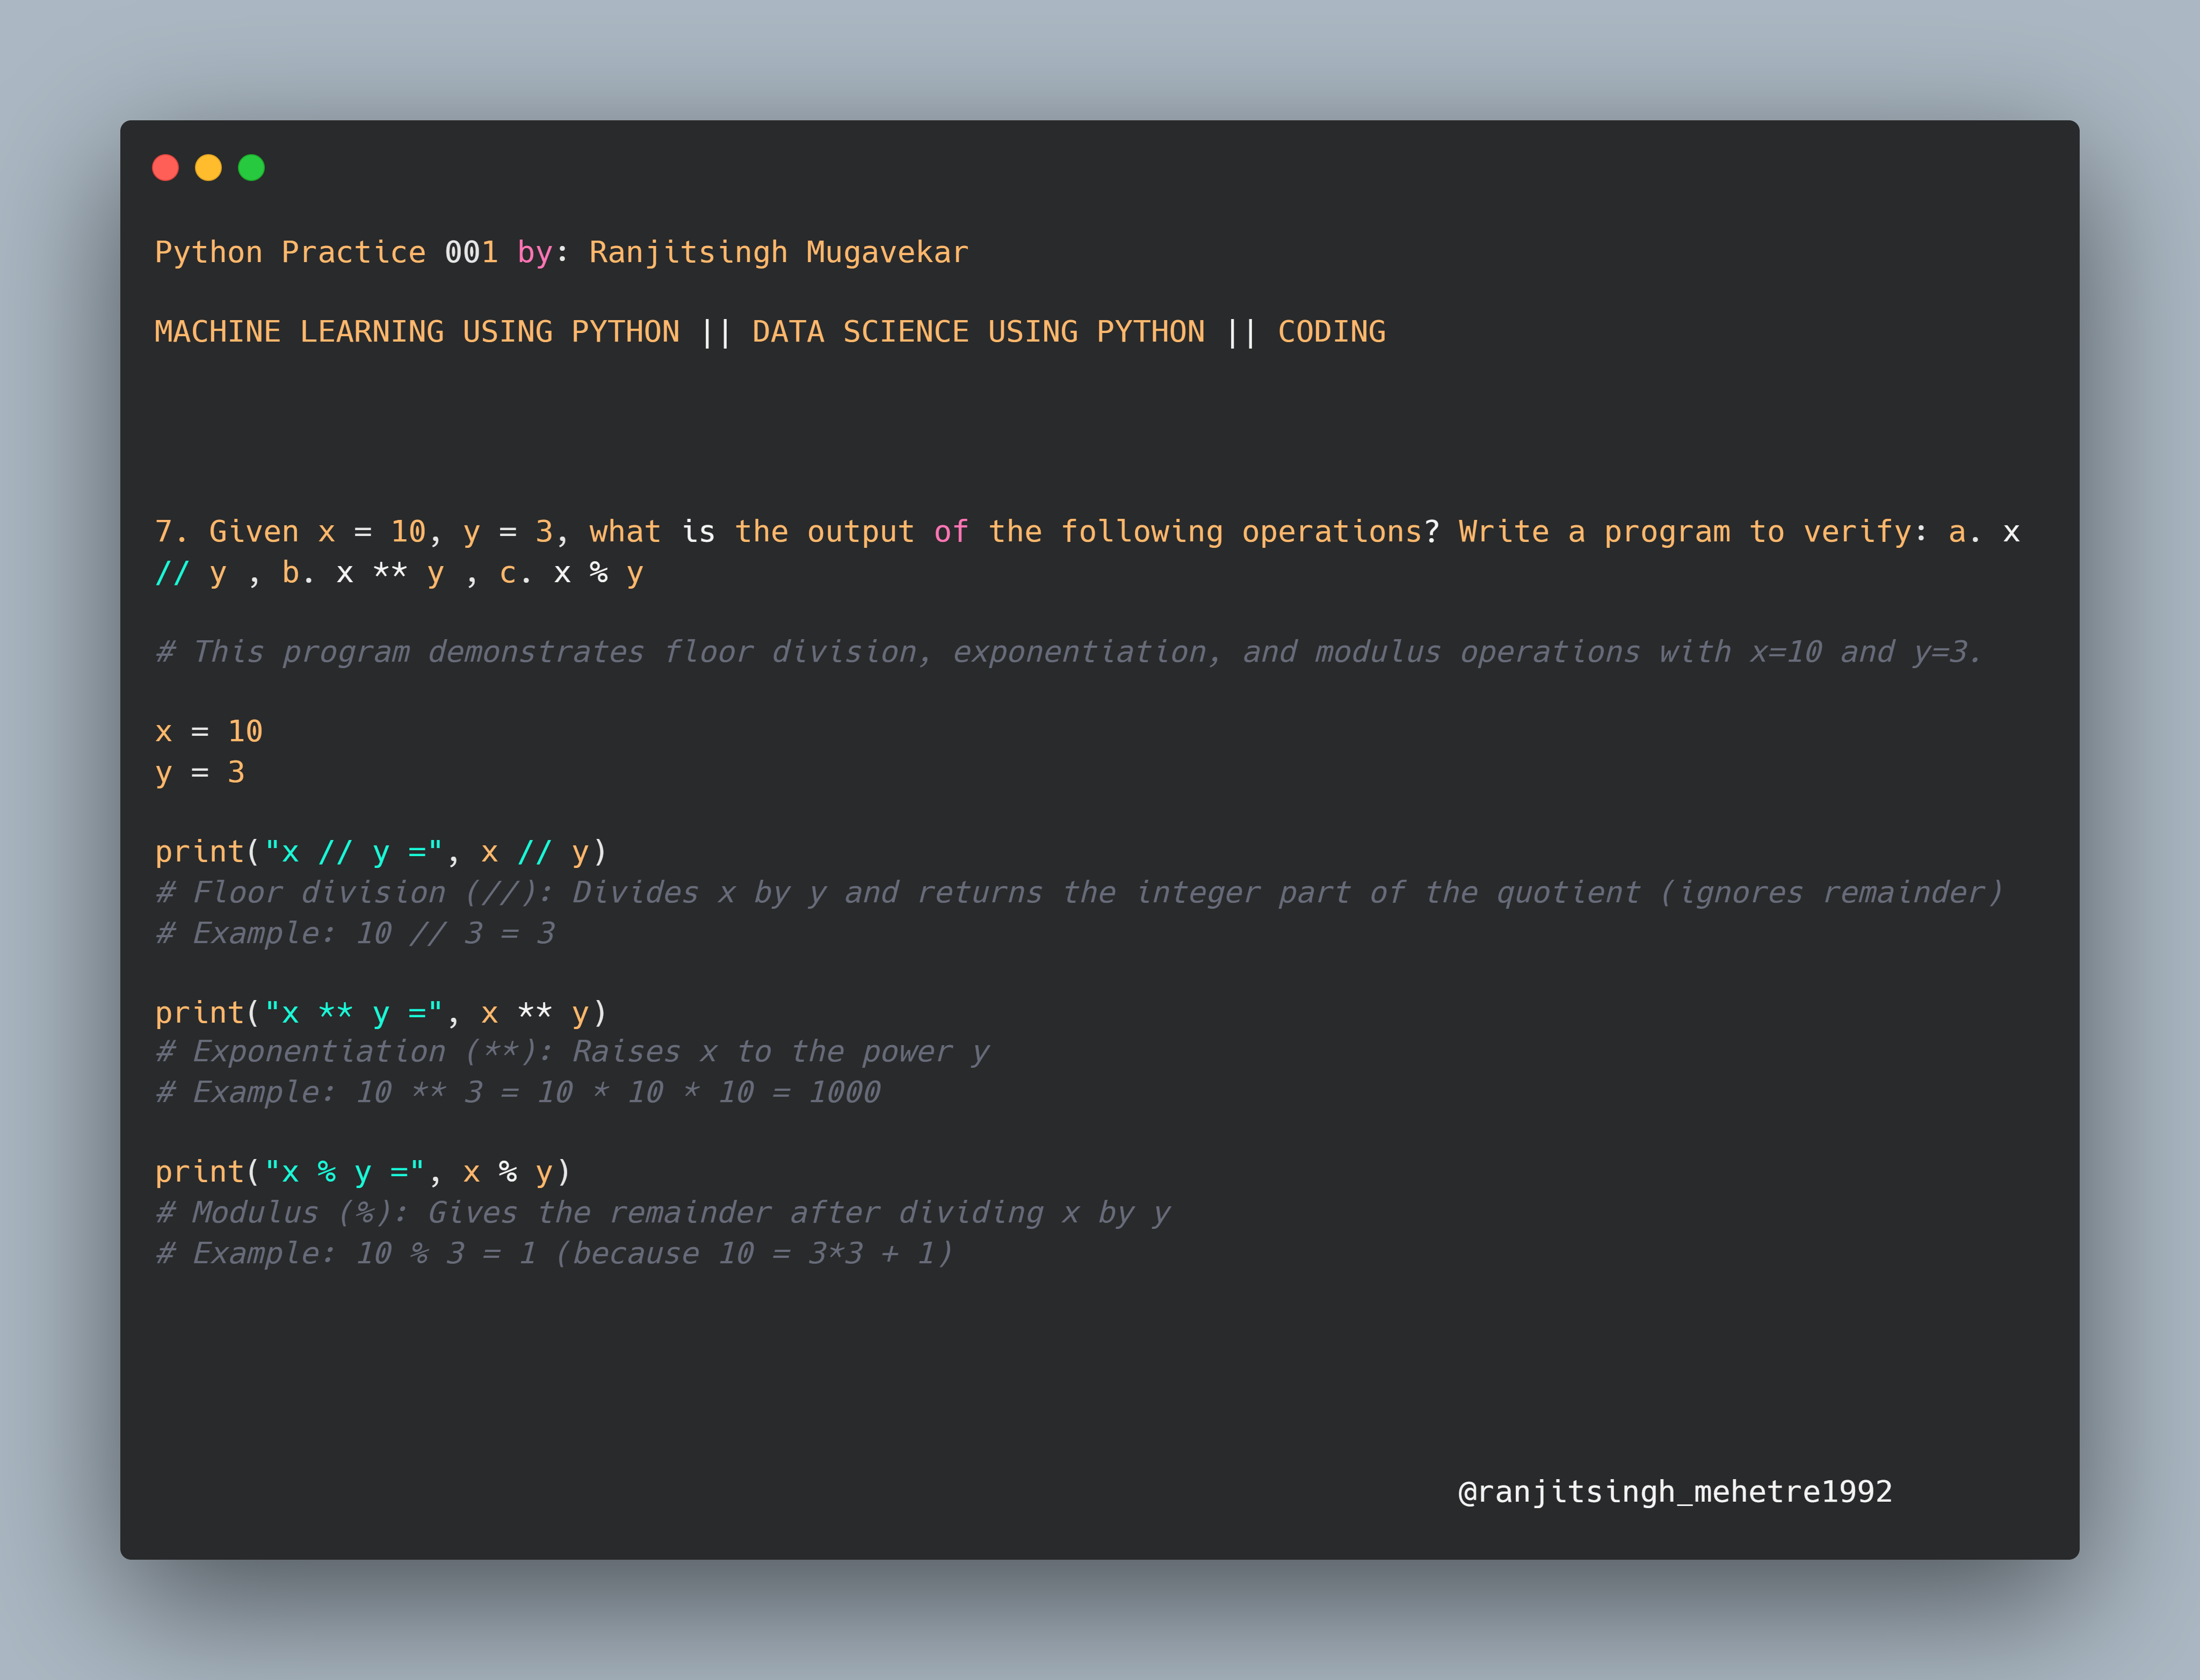 Python Practice 001 by: Ranjitsingh Mugavekar
MACHINE LEARNING USING PYTHON || DATA SCIENCE USING PYTHON || CODING
7. Given x = 10, y = 3, what is the output of the following operations? Write a program to verify: a. x
// y , b. x ** y , c. x % y
# This program demonstrates floor division, exponentiation, and modulus operations with x=10 and y=3.
x = 10
y = 3
print("x // y =", x // y)
# Floor division (//): Divides x by y and returns the integer part of the quotient (ignores remainder)
# Example: 10 // 3 = 3
print("x ** y =", x ** y)
# Exponentiation (**): Raises x to the power y
# Example: 10 ** 3 = 10 * 10 * 10 = 1000
print("x % y =", x % y)
# Modulus (%): Gives the remainder after dividing x by y
# Example: 10 % 3 = 1 (because 10 = 3*3 + 1)
@ranjitsingh_mehetre1992